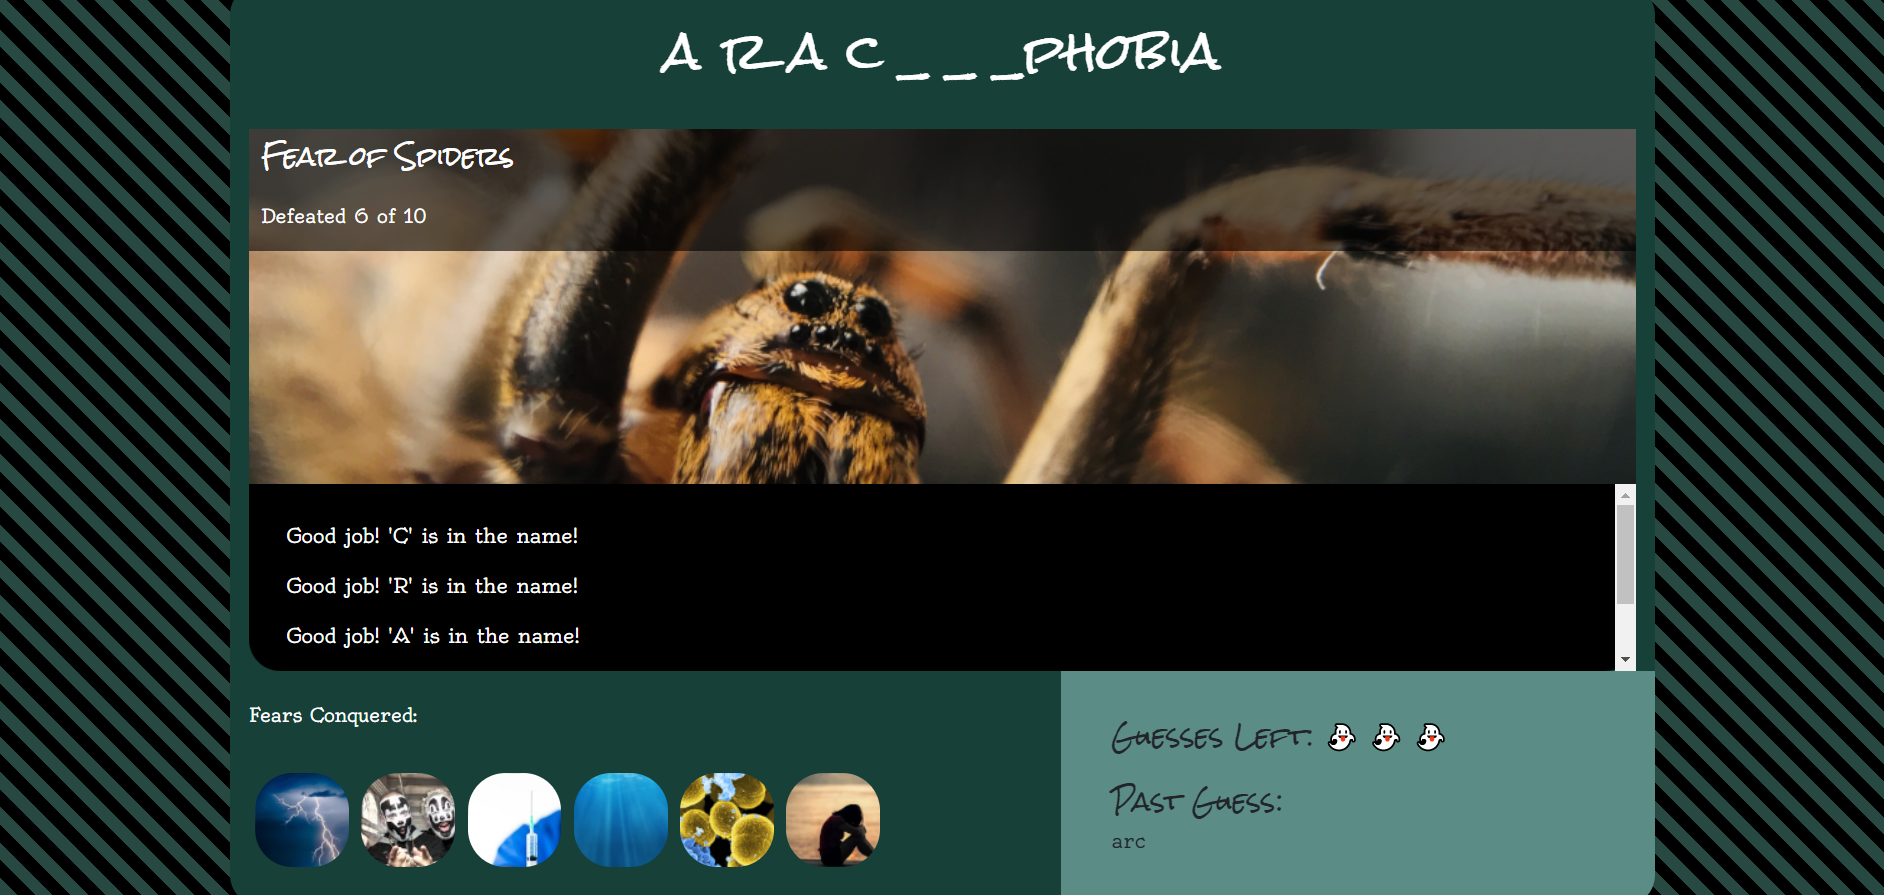 A R A C _ _ _PHOBIA
Fear of Spiders
Defeated 6 of 10
Good job! 'C' is in the name!
Good job! 'R' is in the name!
Good job! 'A' is in the name!
Fears Conquered:
Guesses Left: 👻 👻 👻
Past Guess:
arc